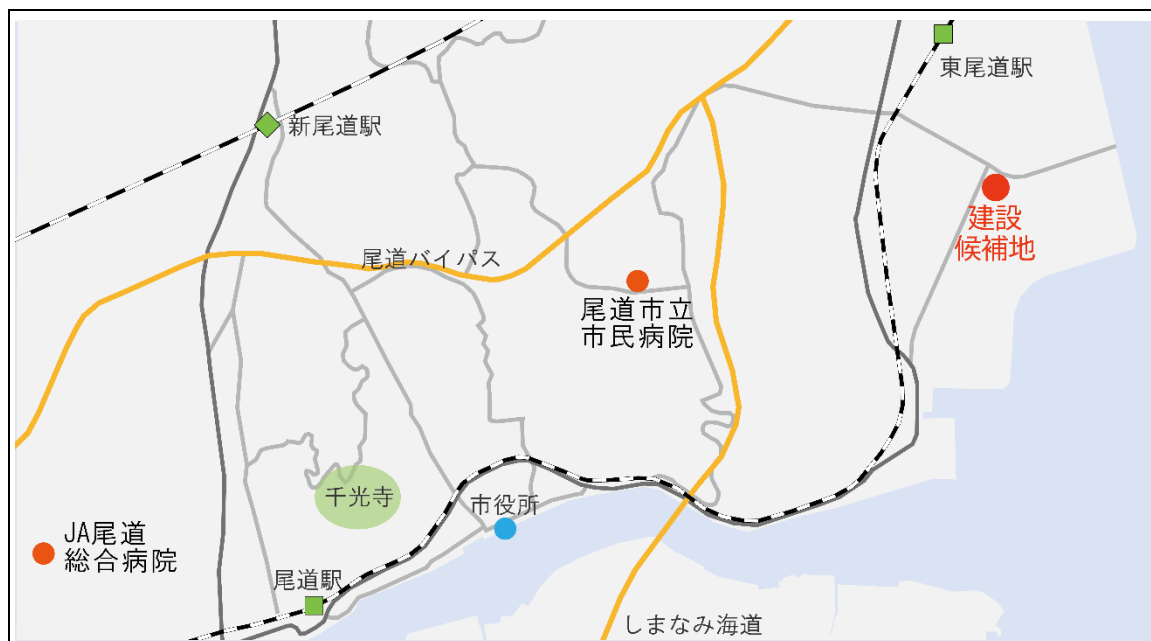 東尾道駅
新尾道駅
建設
候補地
尾道バイパス
尾道市立
市民病院
千光寺
市役所
JA尾道
総合病院
尾道駅
しまなみ海道